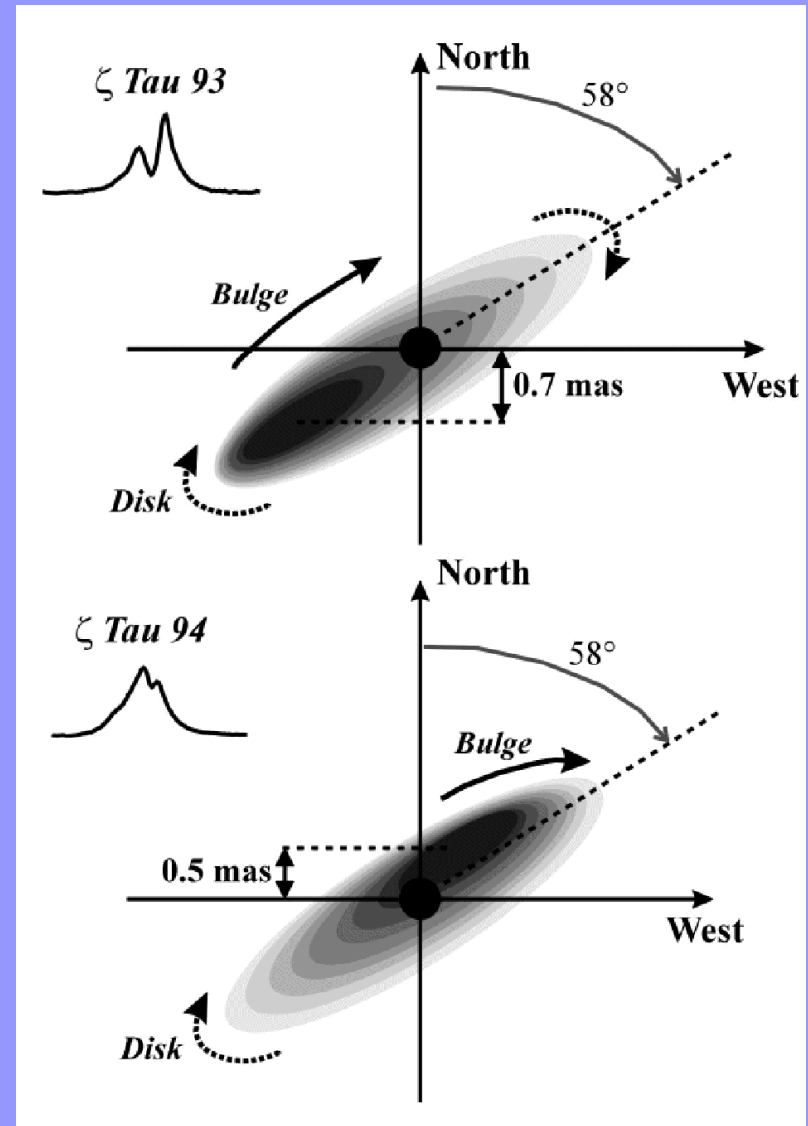 ζ Tau 93
North
58°
Bulge
0.7 mas
West
Disk
North
ζ Tau 94
58°
Bulge
0.5 mas
West
Disk